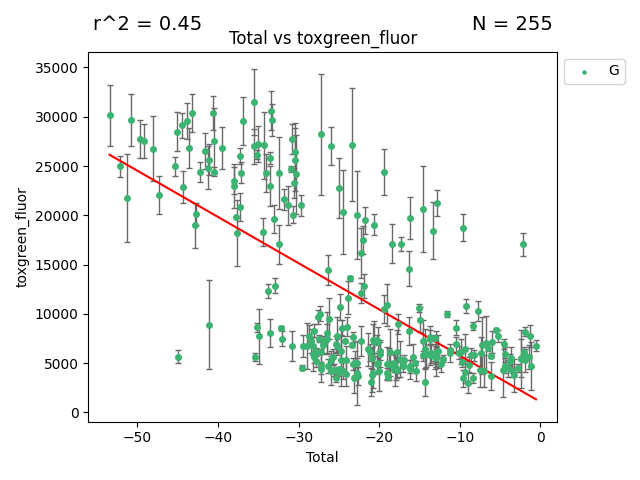 r^2 = 0.45
N = 255
Total vs toxgreen_fluor
G
35000
30000
25000
20000
15000
10000
5000
0
toxgreen_fluor
−50
−40
−30
−20
−10
0
Total